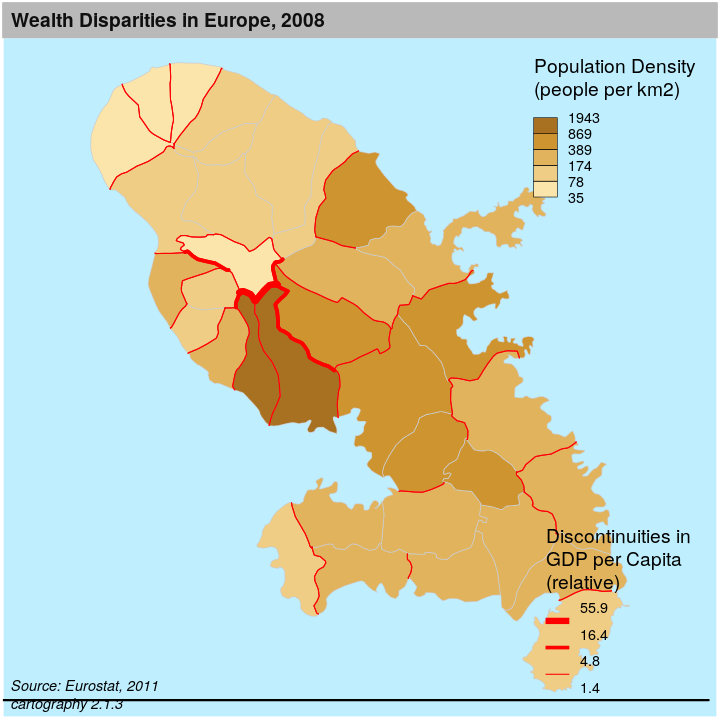 Wealth Disparities in Europe, 2008
Population Density
(people per km2)
1943
869
389
174
78
35
Discontinuities in
GDP per Capita
(relative)
55.9
16.4
4.8
1.4
Source: Eurostat, 2011
cartography 2.1.3